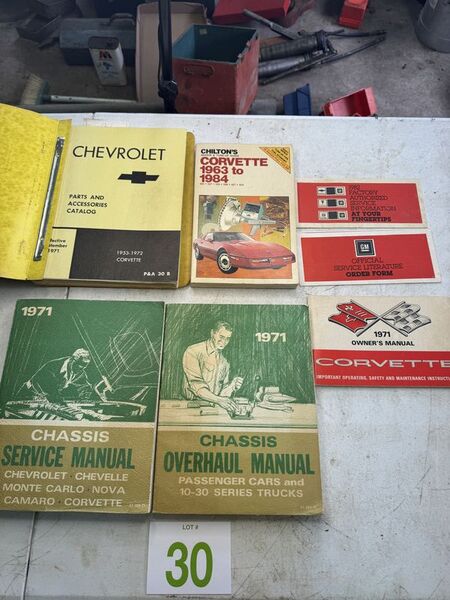 CHEVROLET
PARTS AND
ACCESSORIES
CATALOG
1971
1953-1972
CORVETTE
P&A 30 R
CHILTON'S
CORVETTE
1963 to
1984
1982
FACTORY
AUTHORIZED
SERVICE
INFORMATION
AT YOUR
FINGERTIPS
GM
OFFICIAL
SERVICE LITERATURE
ORDER FORM
1971
OWNER'S MANUAL
CORVETTE
IMPORTANT OPERATING, SAFETY AND MAINTENANCE
1971
CHASSIS
SERVICE MANUAL
CHEVROLET · CHEVELLE
MONTE CARLO · NOVA
CAMARO · CORVETTE
1971
CHASSIS
OVERHAUL MANUAL
PASSENGER CARS and
10-30 SERIES TRUCKS
LOT #
30